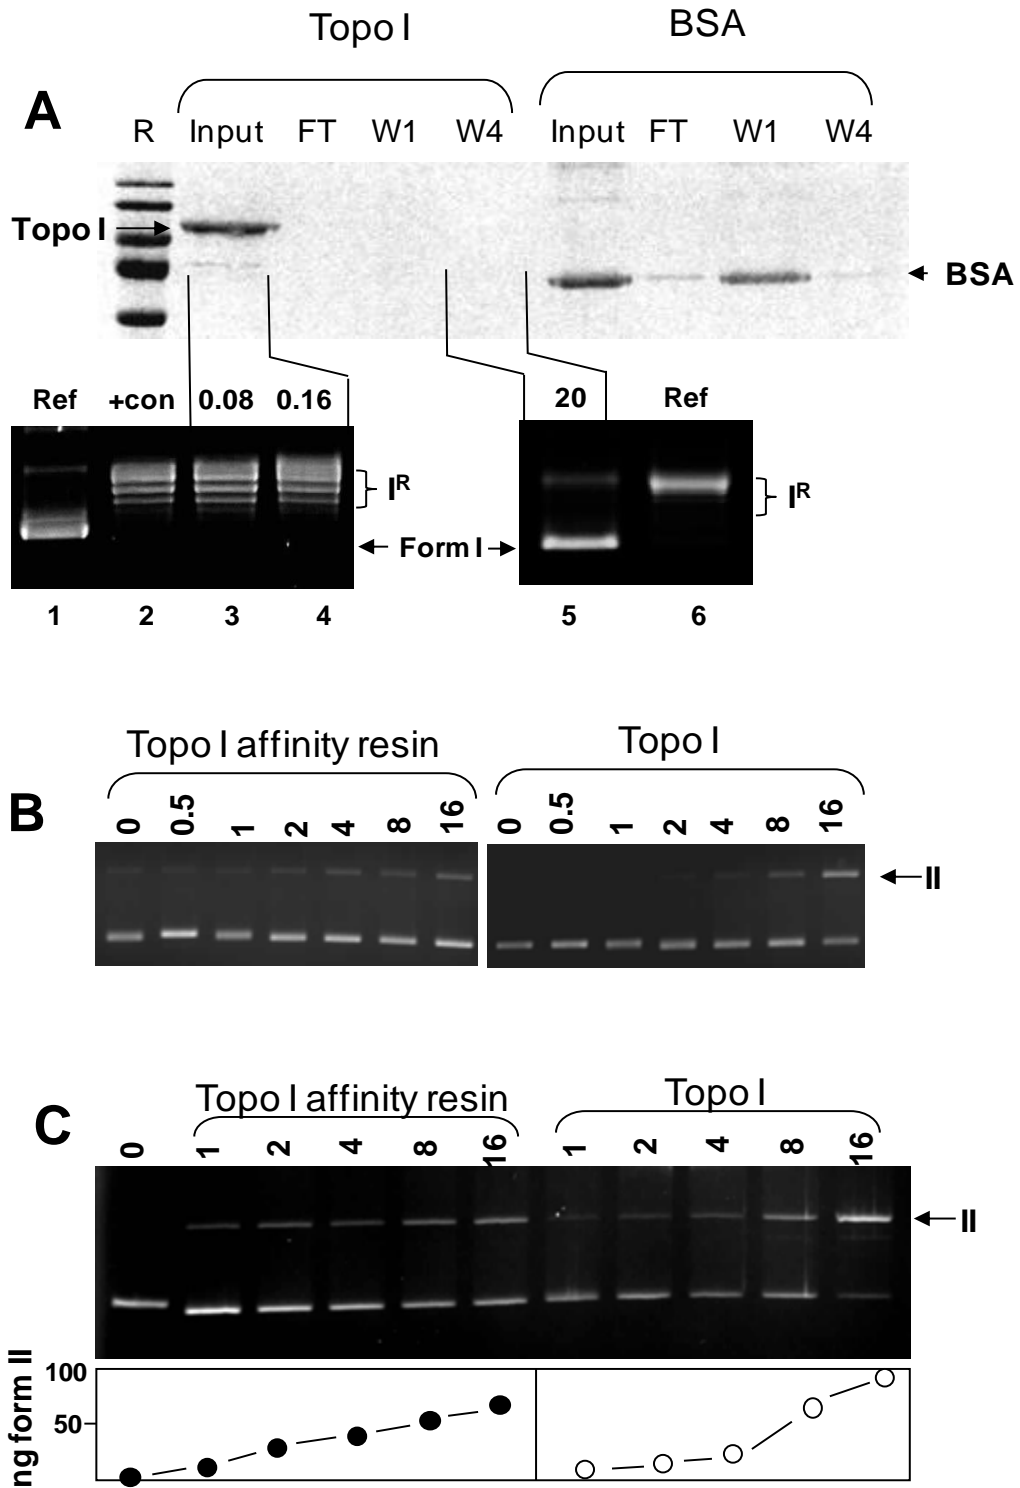 Topo I BSA
A
R Input FT W1 W4 Input FT W1 W4
Topo I
BSA
Ref +con 0.08 0.16 20 Ref
I^R I^R
Form I
1 2 3 4 5 6
Topo I affinity resin Topo I
B
0 0.5 1 2 4 8 16 0 0.5 1 2 4 8 16
II
Topo I affinity resin Topo I
C
0 1 2 4 8 16 1 2 4 8 16
II
ng form II
100
50